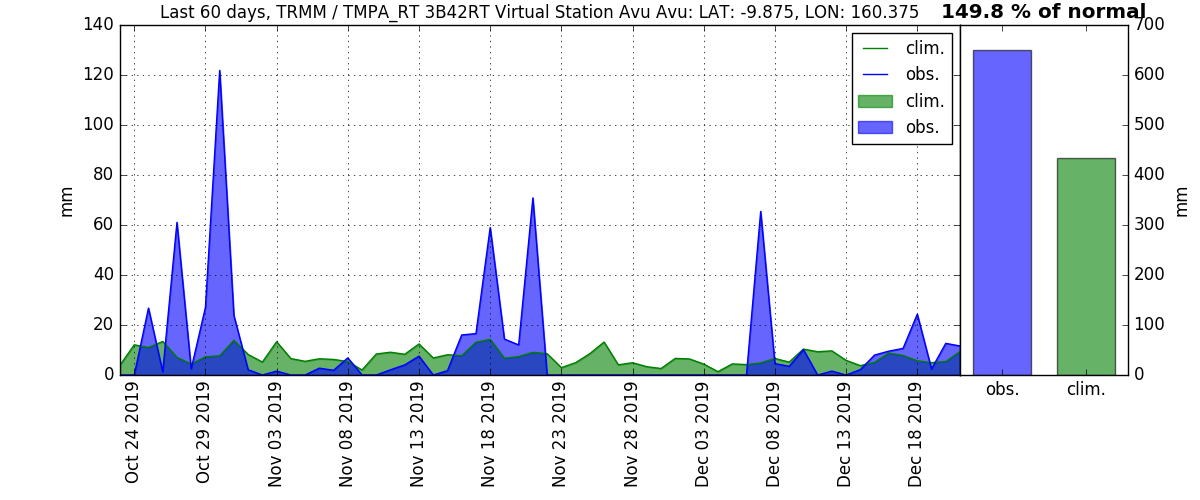 Last 60 days, TRMM / TMPA_RT 3B42RT Virtual Station Avu Avu: LAT: -9.875, LON: 160.375
149.8 % of normal
140
120
100
80
60
40
20
0
mm
clim.
obs.
clim.
obs.
700
600
500
400
300
200
100
0
mm
Oct 24 2019
Oct 29 2019
Nov 03 2019
Nov 08 2019
Nov 13 2019
Nov 18 2019
Nov 23 2019
Nov 28 2019
Dec 03 2019
Dec 08 2019
Dec 13 2019
Dec 18 2019
obs.
clim.